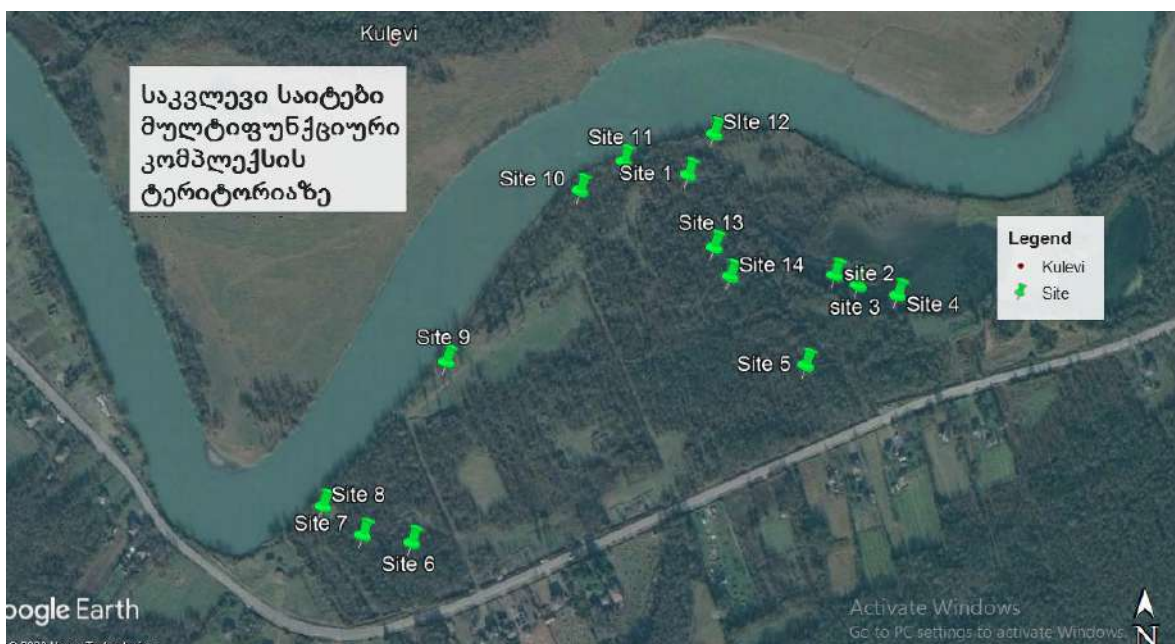 Kulevi
საკვლევი საიტები
მულტიფუნქციური
კომპლექსის
ტერიტორიაზე
SIte 12
Site 11
Site 1
Site 10
Site 13
Site 14
site 2
site 3
Site 4
Legend
Kulevi
Site
Site 9
Site 5
Site 8
Site 7
Site 6
oogle Earth
Activate Windows
Go to PC settings to activate Windows.
N